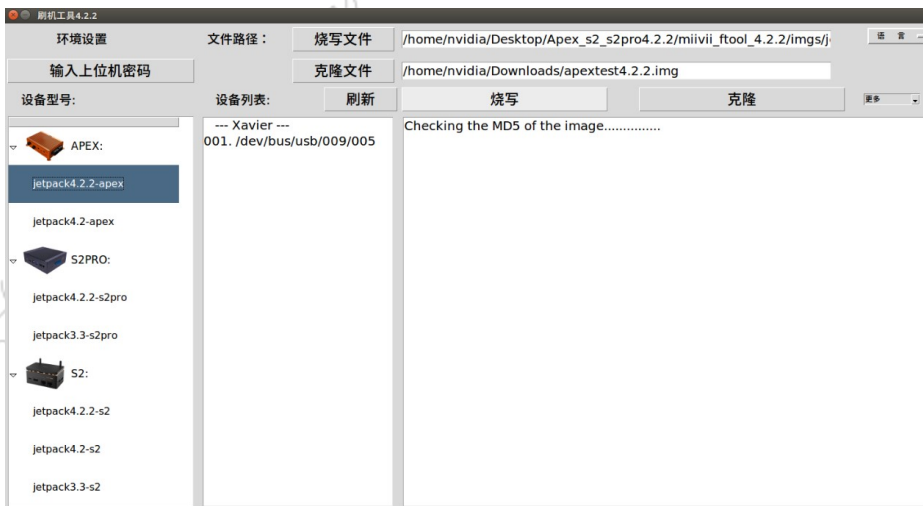 刷机工具4.2.2
环境设置
文件路径：
烧写文件
/home/nvidia/Desktop/Apex_s2_s2pro4.2.2/miivii_ftool_4.2.2/imgs/j
语 言
输入上位机密码
克隆文件
/home/nvidia/Downloads/apextest4.2.2.img
设备型号:
设备列表:
刷新
烧写
克隆
更多
APEX:
jetpack4.2.2-apex
jetpack4.2-apex
S2PRO:
jetpack4.2.2-s2pro
jetpack3.3-s2pro
S2:
jetpack4.2.2-s2
jetpack4.2-s2
jetpack3.3-s2
--- Xavier ---
001. /dev/bus/usb/009/005
Checking the MD5 of the image...............